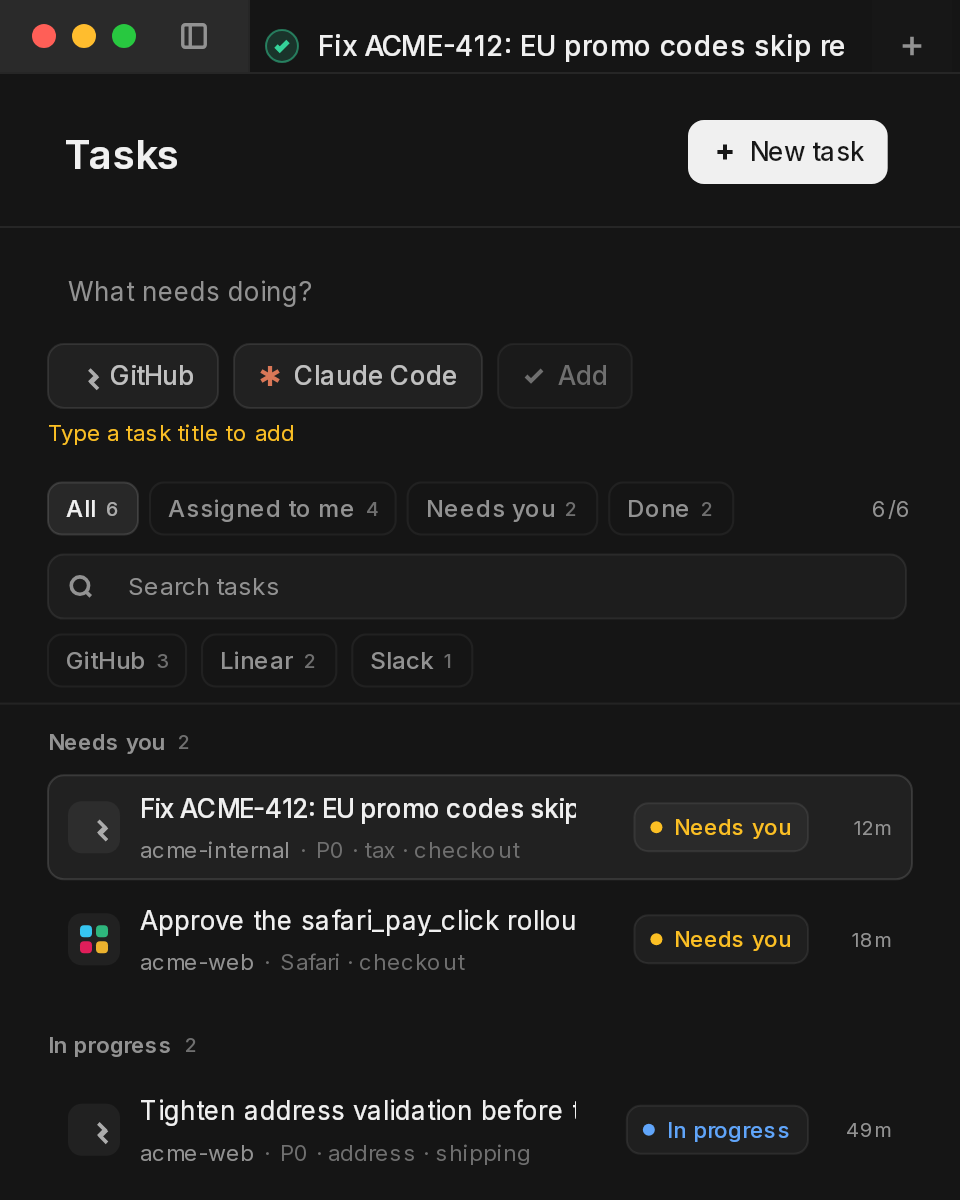 Fix ACME-412: EU promo codes skip re
Tasks
New task
What needs doing?
GitHub
Claude Code
Add
Type a task title to add
All 6
Assigned to me 4
Needs you 2
Done 2
6/6
Search tasks
GitHub 3
Linear 2
Slack 1
Needs you 2
Fix ACME-412: EU promo codes skip
Needs you
12m
acme-internal · P0 · tax · checkout
Approve the safari_pay_click rollou
Needs you
18m
acme-web · Safari · checkout
In progress 2
Tighten address validation before
In progress
49m
acme-web · P0 · address · shipping